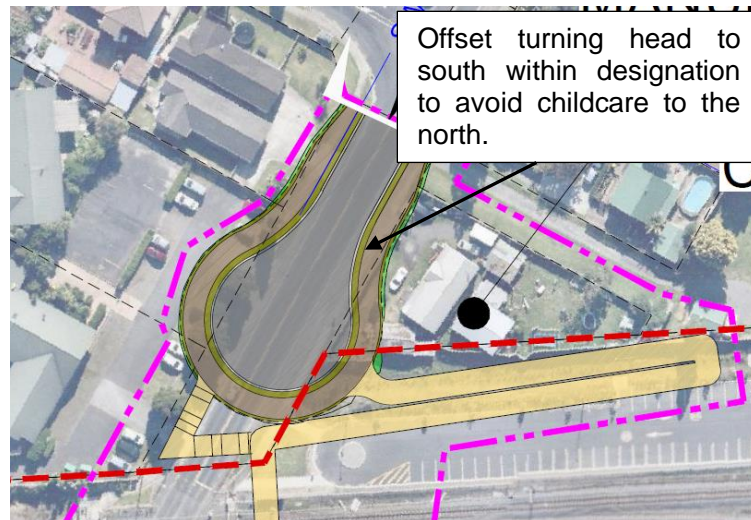 Offset turning head to
south within designation
to avoid childcare to the
north.